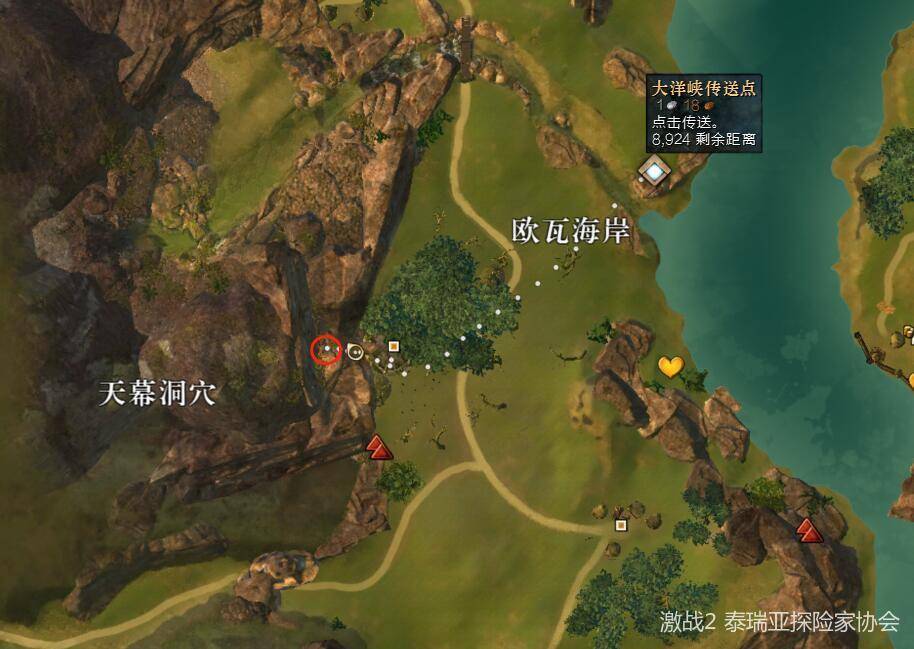 大洋峡传送点
1 18
点击传送。
8,924 剩余距离
欧瓦海岸
天幕洞穴
激战2 泰瑞亚探险家协会